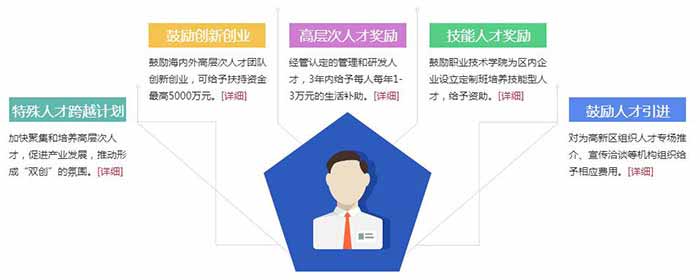 鼓励创新创业
鼓励海内外高层次人才团队
创新创业，可给予扶持资金
最高5000万元。[详细]
高层次人才奖励
经管认定的管理和研发人
才，3年内给予每人每年1-
3万元的生活补助。[详细]
技能人才奖励
鼓励职业技术学院为区内企
业设立定制班培养技能型人
才，给予资助。[详细]
特殊人才跨越计划
加快聚集和培养高层次人
才，促进产业发展，推动形
成“双创”的氛围。[详细]
鼓励人才引进
对为高新区组织人才专场推
介、宣传洽谈等机构组织给
予相应费用。[详细]